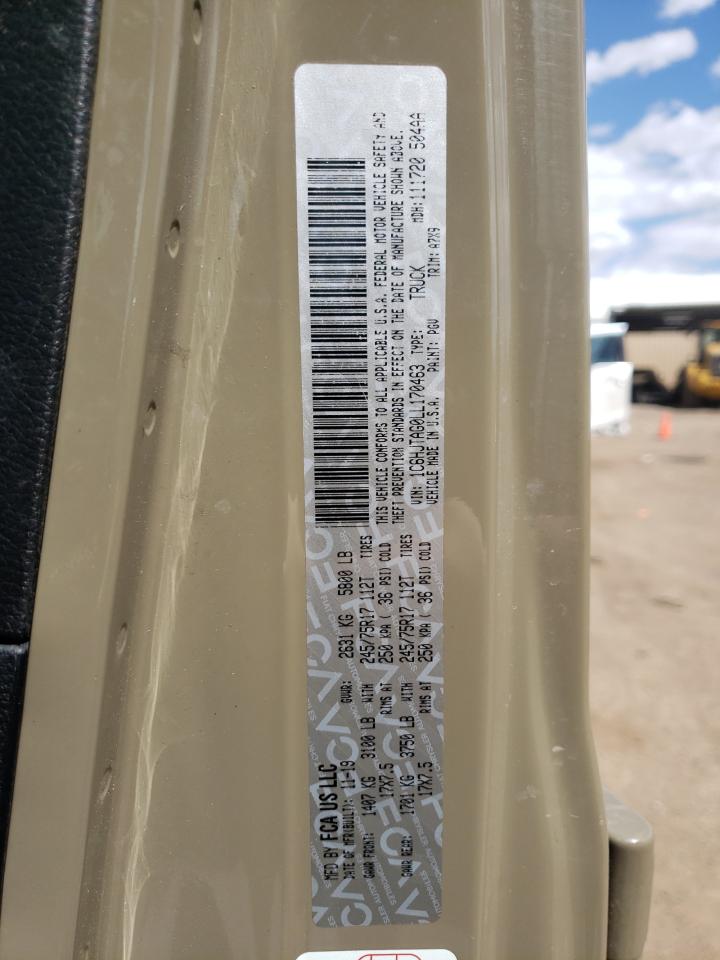 MFD BY FCA US LLC
DATE OF MFR(BUILT): 11-19 GVWR: 2631 KG 5800 LB
GAWR FRONT: 1407 KG 3100 LB WITH 245/75R17 112T TIRES
17X7.5 RIMS AT 250 KPA ( 36 PSI) COLD
GAWR REAR: 1701 KG 3750 LB WITH 245/75R17 112T TIRES
17X7.5 RIMS AT 250 KPA ( 36 PSI) COLD
THIS VEHICLE CONFORMS TO ALL APPLICABLE U.S.A. FEDERAL MOTOR VEHICLE SAFETY AND
THEFT PREVENTION STANDARDS IN EFFECT ON THE DATE OF MANUFACTURE SHOWN ABOVE.
VIN: 1C6HJTAG0LL170463 TYPE: TRUCK MDH:111720 504AA
VEHICLE MADE IN U.S.A. PAINT: PGV TRIM: A7X9